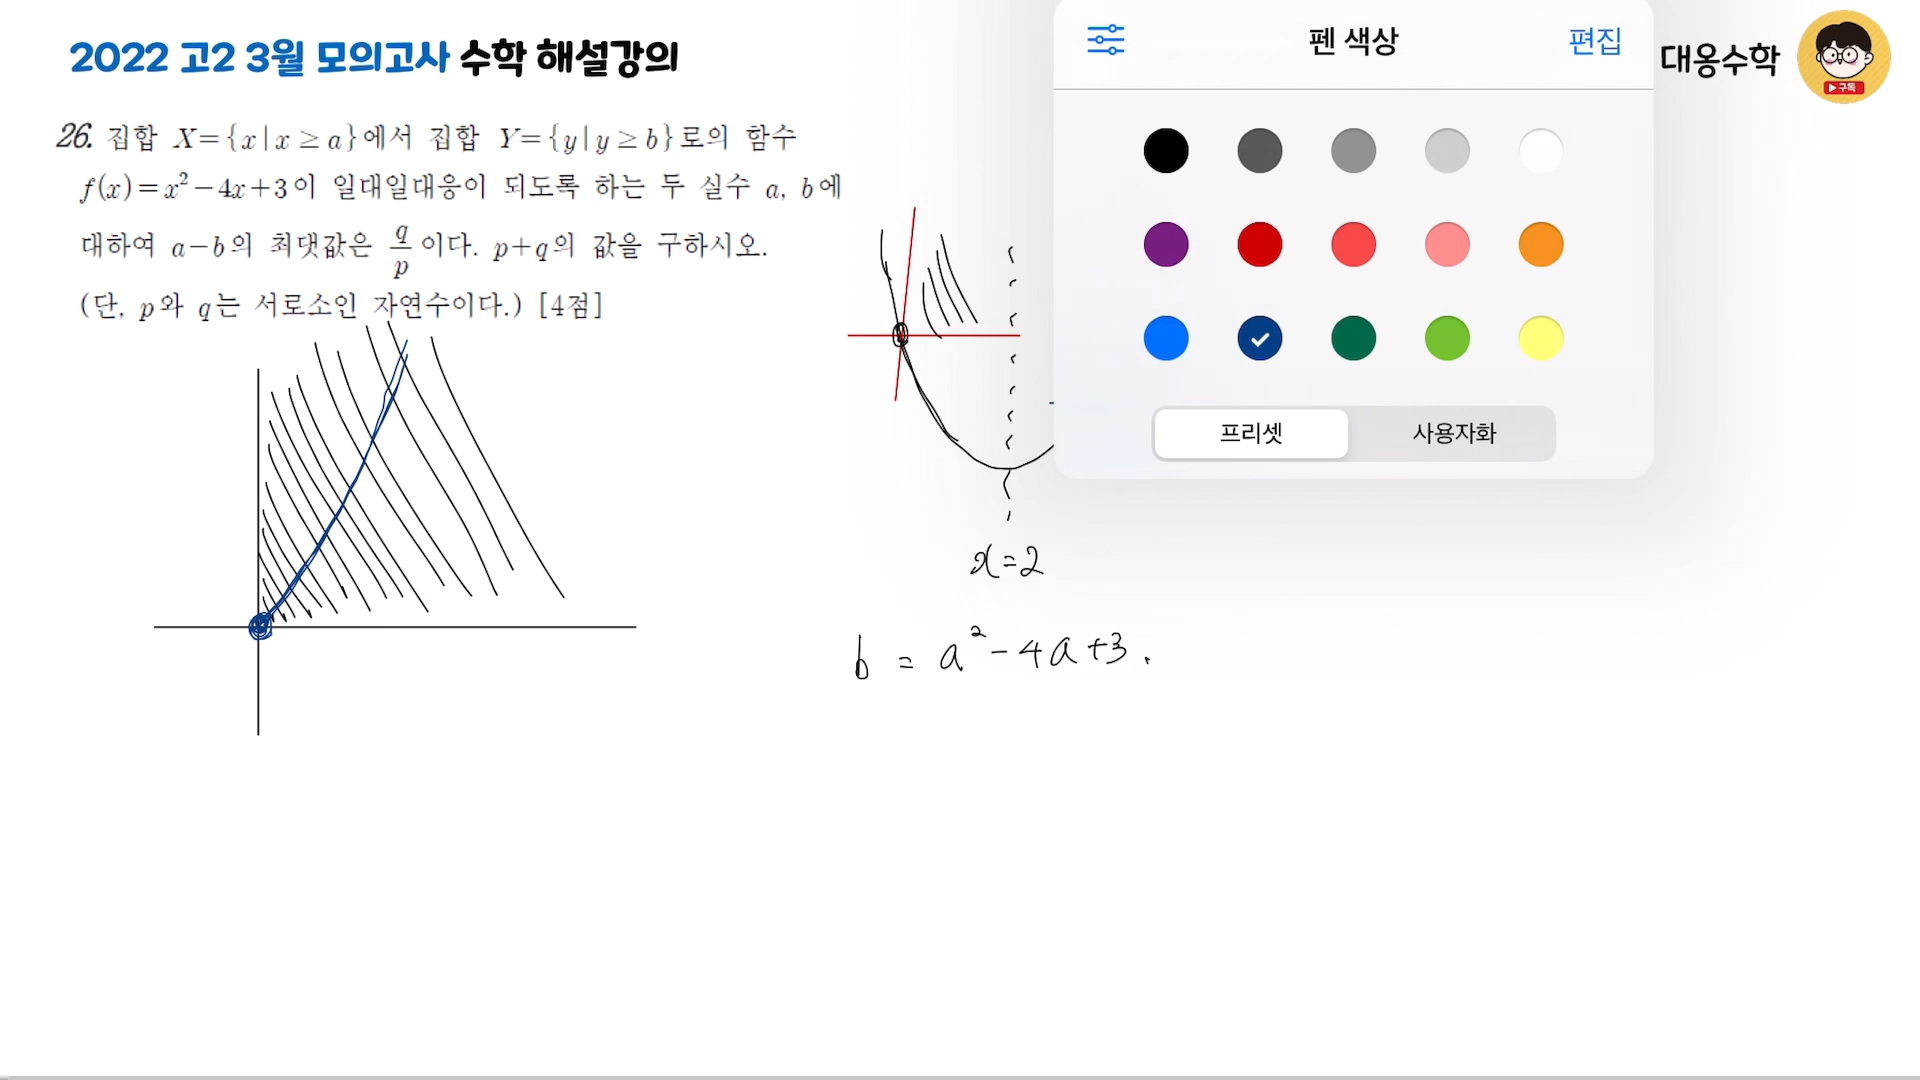 2022 고2 3월 모의고사 수학 해설강의
26. 집합 X={x|x≥a}에서 집합 Y={y|y≥b}로의 함수
f(x)=x²-4x+3이 일대일대응이 되도록 하는 두 실수 a, b에
대하여 a-b의 최댓값은 q/p 이다. p+q의 값을 구하시오.
(단, p와 q는 서로소인 자연수이다.) [4점]
x=2
b = a²-4a+3.
펜 색상
편집
프리셋
사용자화
대옹수학
구독